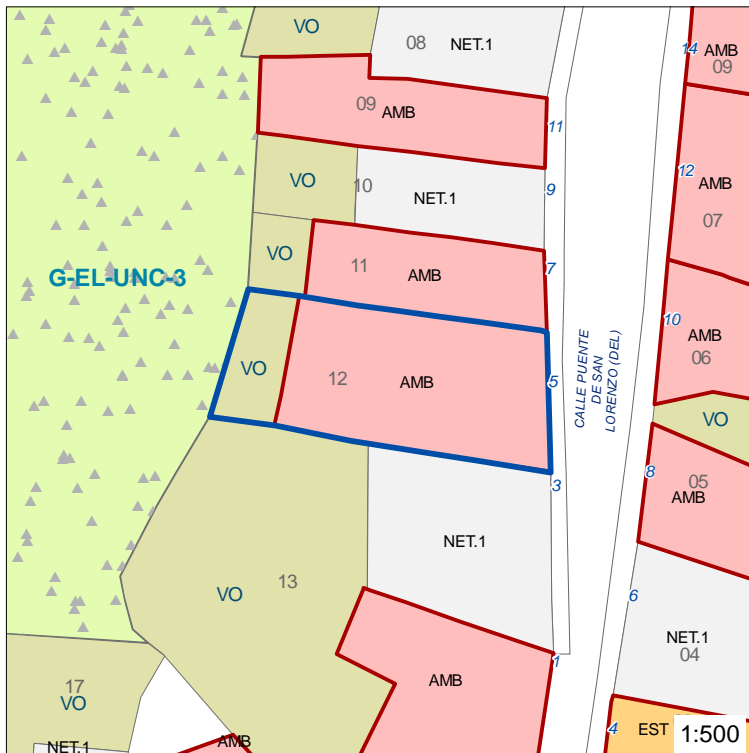 VO
08
NET.1
14
AMB
09
09
AMB
11
12
AMB
07
VO
10
NET.1
9
VO
11
AMB
7
G-EL-UNC-3
10
AMB
06
VO
12
AMB
5
CALLE PUENTE
DE SAN
LORENZO (DEL)
VO
3
8
05
AMB
NET.1
VO
13
6
NET.1
04
1
AMB
17
VO
NET.1
AMB
4
EST
1:500